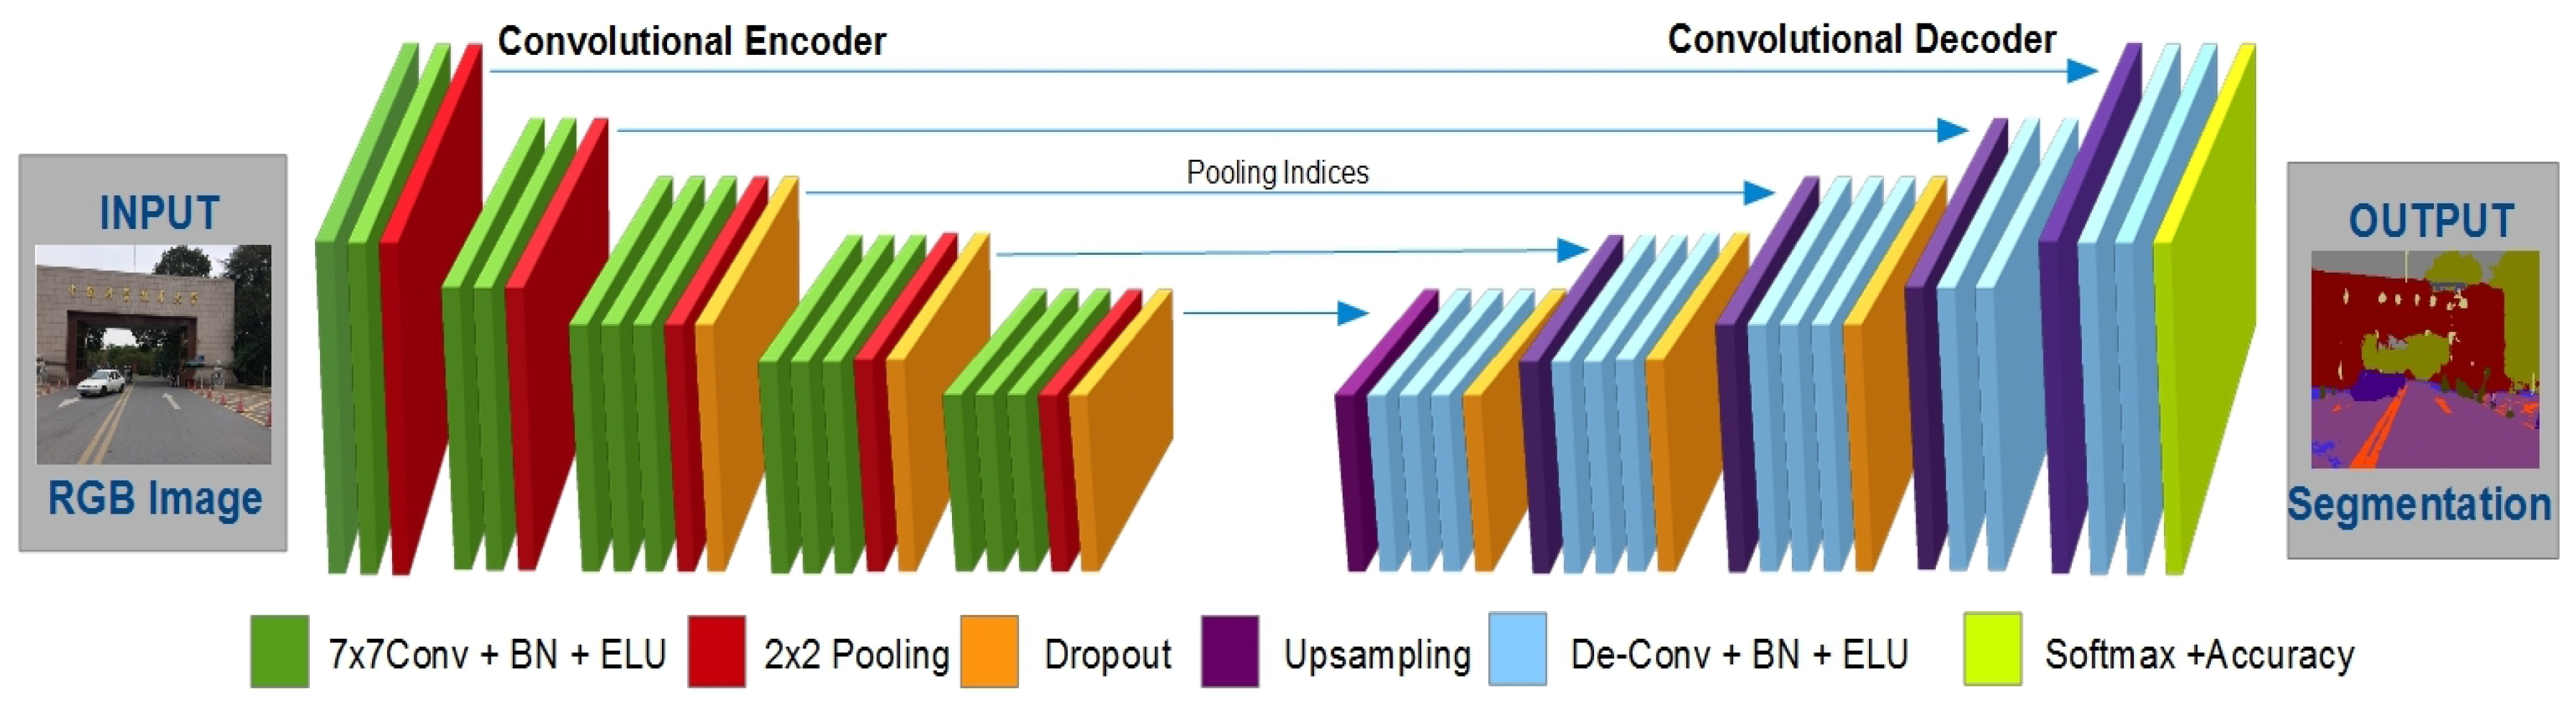 Convolutional Encoder
Convolutional Decoder
Pooling Indices
INPUT
RGB Image
OUTPUT
Segmentation
7x7Conv + BN + ELU
2x2 Pooling
Dropout
Upsampling
De-Conv + BN + ELU
Softmax +Accuracy